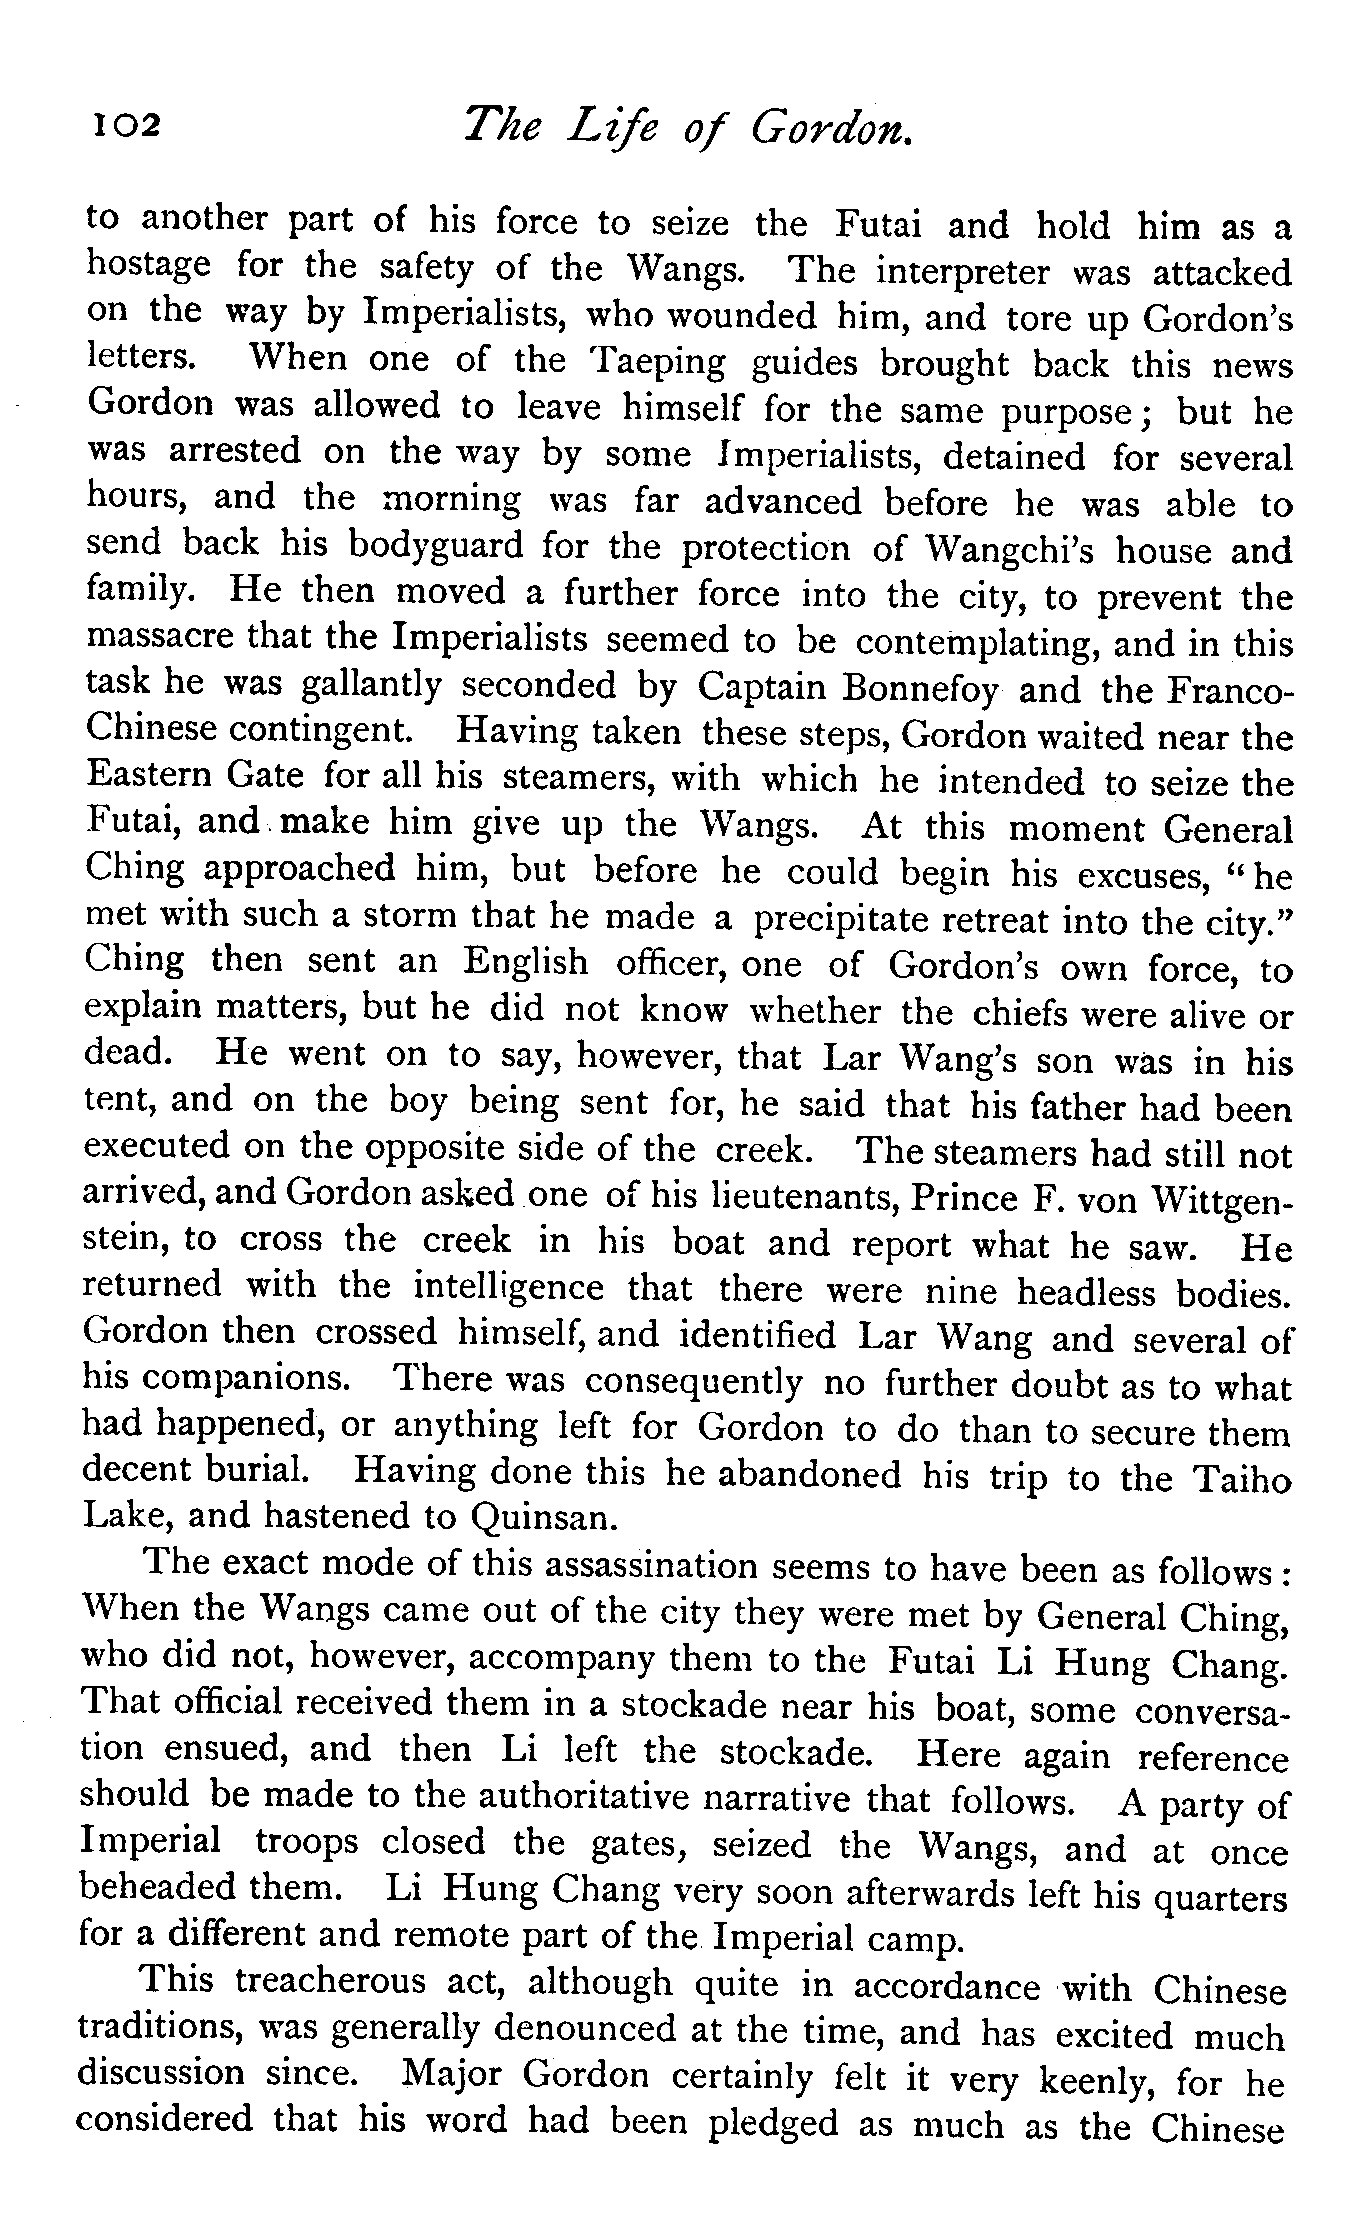 102 The Life of Gordon.
to another part of his force to seize the Futai and hold him as a
hostage for the safety of the Wangs. The interpreter was attacked
on the way by Imperialists, who wounded him, and tore up Gordon's
letters. When one of the Taeping guides brought back this news
Gordon was allowed to leave himself for the same purpose; but he
was arrested on the way by some Imperialists, detained for several
hours, and the morning was far advanced before he was able to
send back his bodyguard for the protection of Wangchi's house and
family. He then moved a further force into the city, to prevent the
massacre that the Imperialists seemed to be contemplating, and in this
task he was gallantly seconded by Captain Bonnefoy and the Franco-
Chinese contingent. Having taken these steps, Gordon waited near the
Eastern Gate for all his steamers, with which he intended to seize the
Futai, and make him give up the Wangs. At this moment General
Ching approached him, but before he could begin his excuses, "he
met with such a storm that he made a precipitate retreat into the city."
Ching then sent an English officer, one of Gordon's own force, to
explain matters, but he did not know whether the chiefs were alive or
dead. He went on to say, however, that Lar Wang's son was in his
tent, and on the boy being sent for, he said that his father had been
executed on the opposite side of the creek. The steamers had still not
arrived, and Gordon asked one of his lieutenants, Prince F. von Wittgen-
stein, to cross the creek in his boat and report what he saw. He
returned with the intelligence that there were nine headless bodies.
Gordon then crossed himself, and identified Lar Wang and several of
his companions. There was consequently no further doubt as to what
had happened, or anything left for Gordon to do than to secure them
decent burial. Having done this he abandoned his trip to the Taiho
Lake, and hastened to Quinsan.
The exact mode of this assassination seems to have been as follows:
When the Wangs came out of the city they were met by General Ching,
who did not, however, accompany them to the Futai Li Hung Chang.
That official received them in a stockade near his boat, some conversa-
tion ensued, and then Li left the stockade. Here again reference
should be made to the authoritative narrative that follows. A party of
Imperial troops closed the gates, seized the Wangs, and at once
beheaded them. Li Hung Chang very soon afterwards left his quarters
for a different and remote part of the Imperial camp.
This treacherous act, although quite in accordance with Chinese
traditions, was generally denounced at the time, and has excited much
discussion since. Major Gordon certainly felt it very keenly, for he
considered that his word had been pledged as much as the Chinese